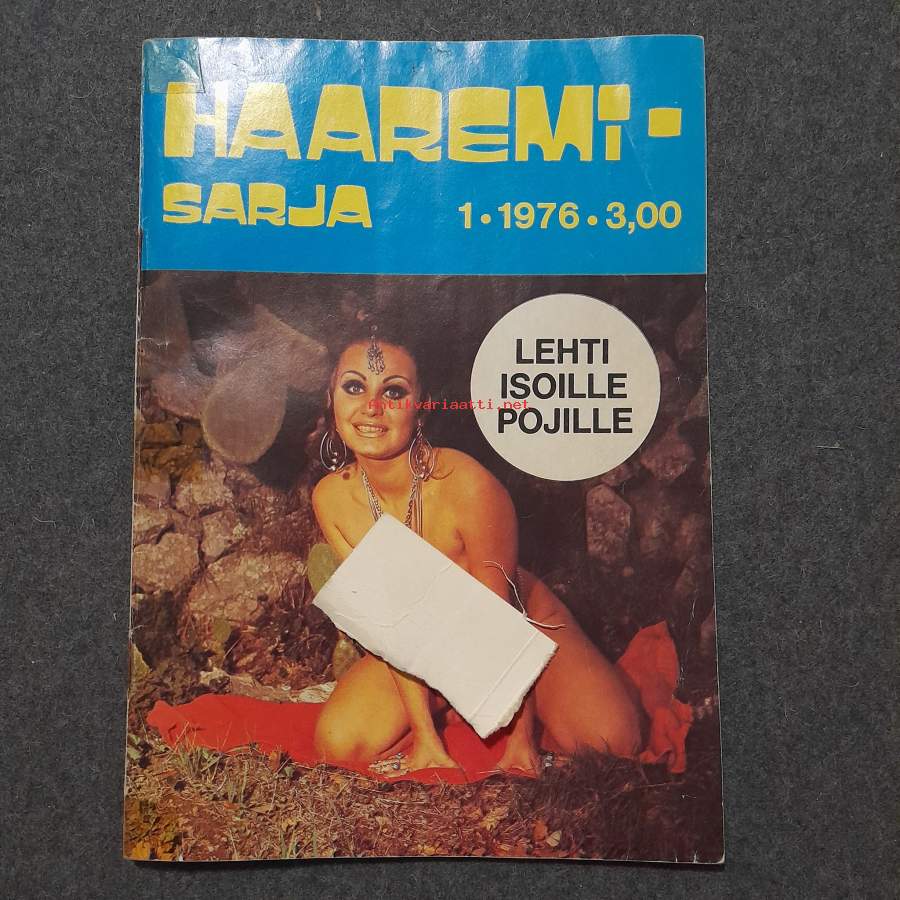 HAAREMI-
SARJA
1 • 1976 • 3,00
LEHTI
ISOILLE
POJILLE
Antikvariaatti.net